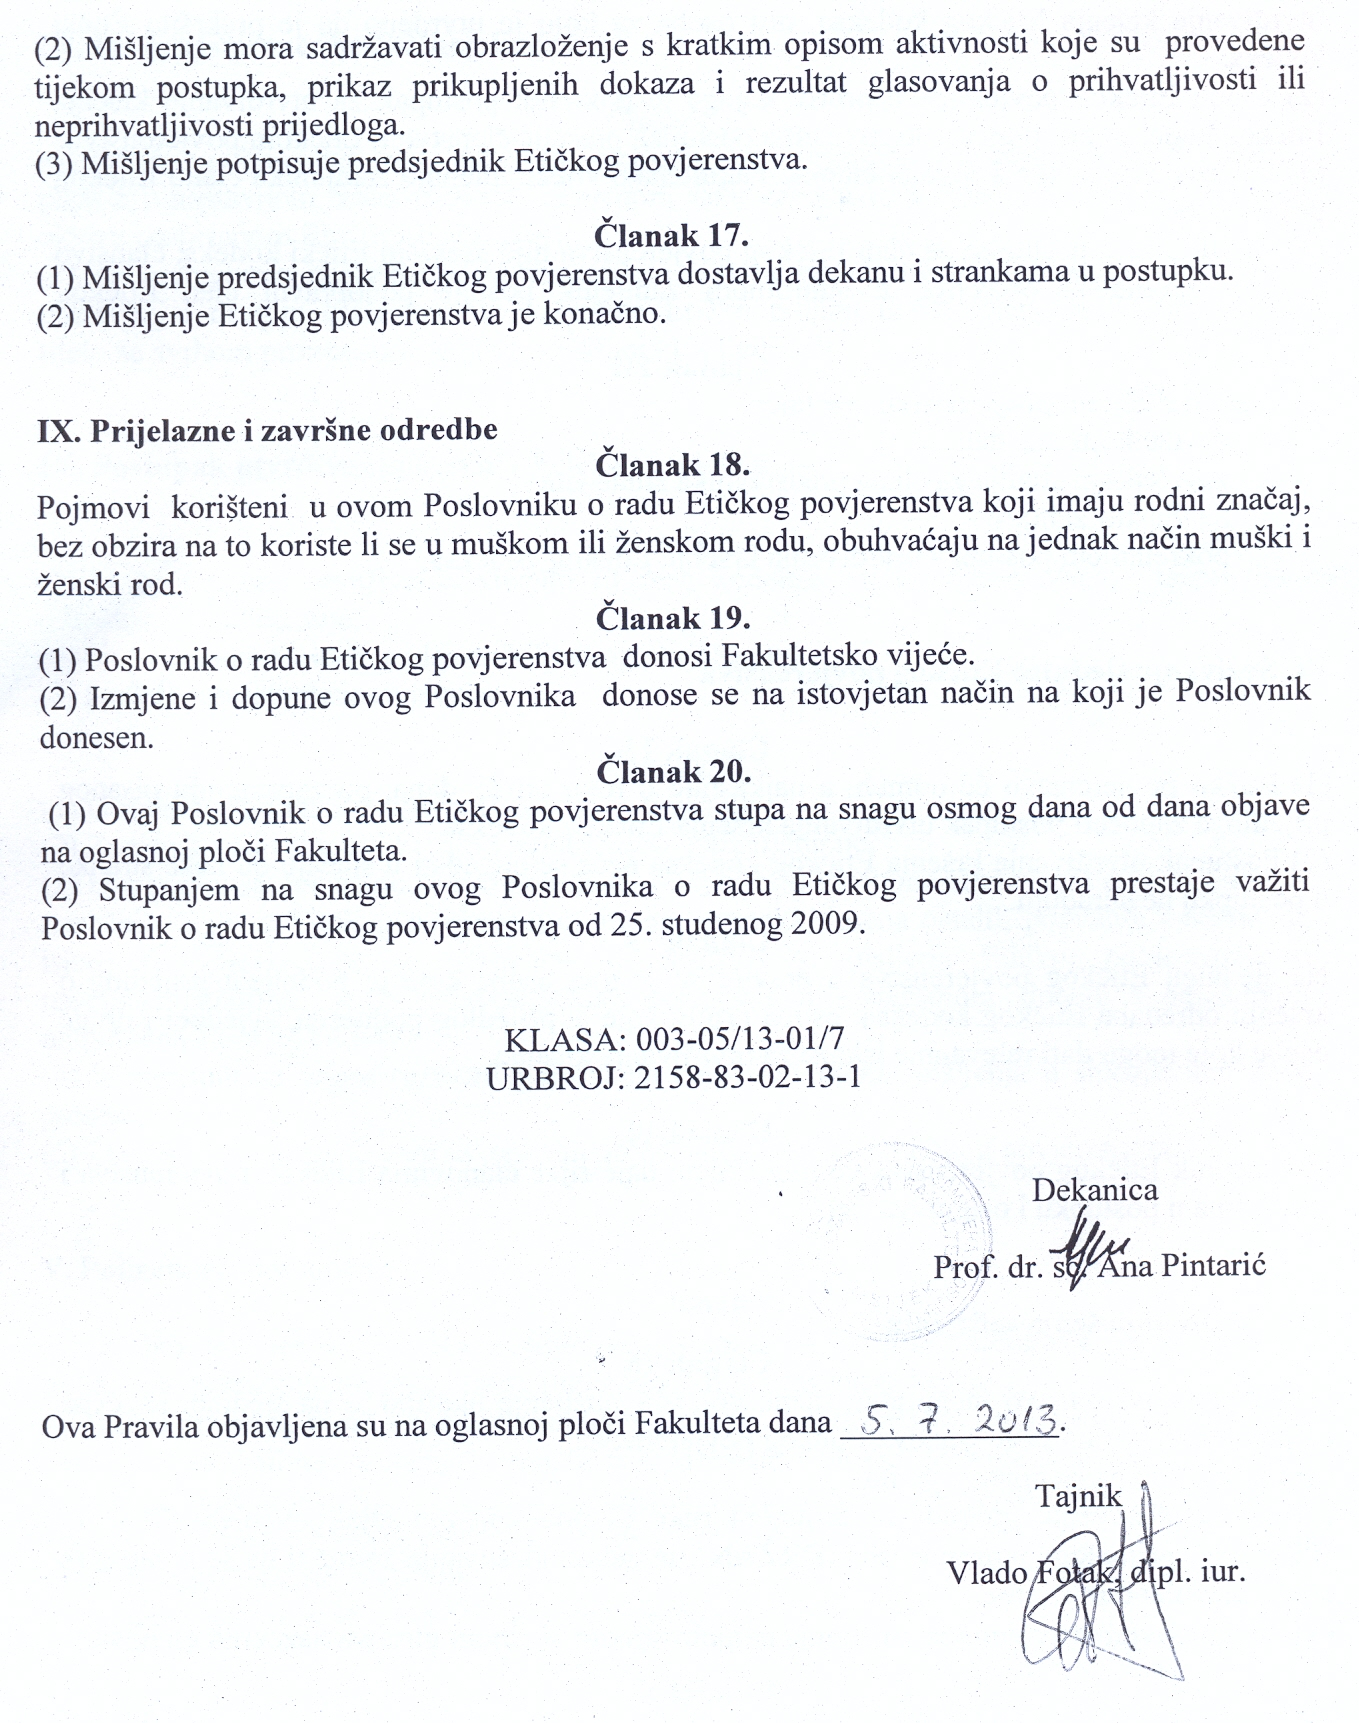 (2) Mišljenje mora sadržavati obrazloženje s kratkim opisom aktivnosti koje su provedene
tijekom postupka, prikaz prikupljenih dokaza i rezultat glasovanja o prihvatljivosti ili
neprihvatljivosti prijedloga.
(3) Mišljenje potpisuje predsjednik Etičkog povjerenstva.
Članak 17.
(1) Mišljenje predsjednik Etičkog povjerenstva dostavlja dekanu i strankama u postupku.
(2) Mišljenje Etičkog povjerenstva je konačno.
IX. Prijelazne i završne odredbe
Članak 18.
Pojmovi korišteni u ovom Poslovniku o radu Etičkog povjerenstva koji imaju rodni značaj,
bez obzira na to koriste li se u muškom ili ženskom rodu, obuhvaćaju na jednak način muški i
ženski rod.
Članak 19.
(1) Poslovnik o radu Etičkog povjerenstva donosi Fakultetsko vijeće.
(2) Izmjene i dopune ovog Poslovnika donose se na istovjetan način na koji je Poslovnik
donesen.
Članak 20.
(1) Ovaj Poslovnik o radu Etičkog povjerenstva stupa na snagu osmog dana od dana objave
na oglasnoj ploči Fakulteta.
(2) Stupanjem na snagu ovog Poslovnika o radu Etičkog povjerenstva prestaje važiti
Poslovnik o radu Etičkog povjerenstva od 25. studenog 2009.
KLASA: 003-05/13-01/7
URBROJ: 2158-83-02-13-1
Dekanica
Prof. dr. sc. Ana Pintarić
Ova Pravila objavljena su na oglasnoj ploči Fakulteta dana 5. 7. 2013.
Tajnik
Vlado Fotak, dipl. iur.